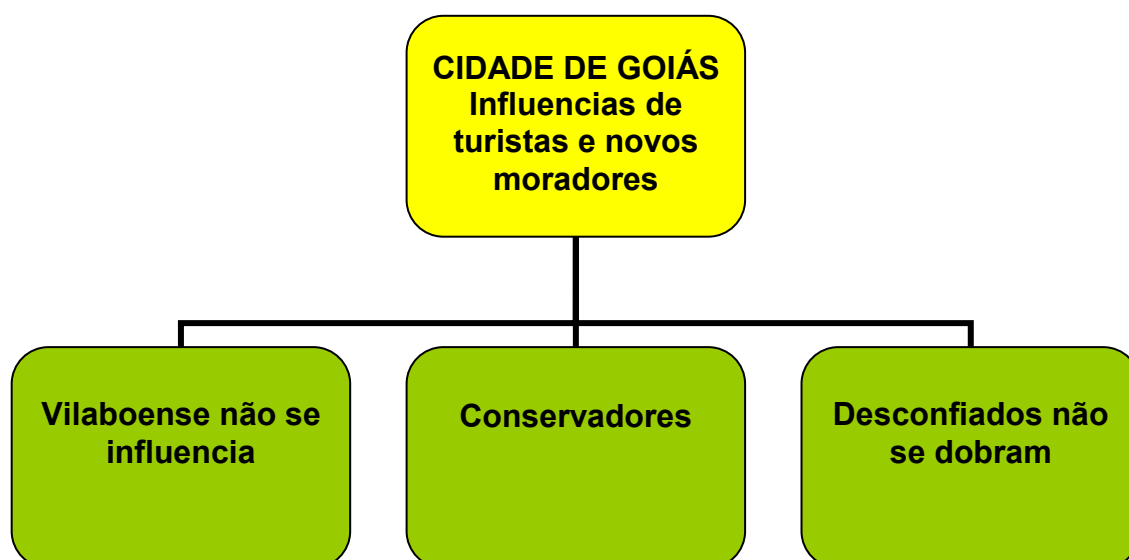 CIDADE DE GOIÁS
Influencias de
turistas e novos
moradores
Vilaboense não se
influencia
Conservadores
Desconfiados não
se dobram